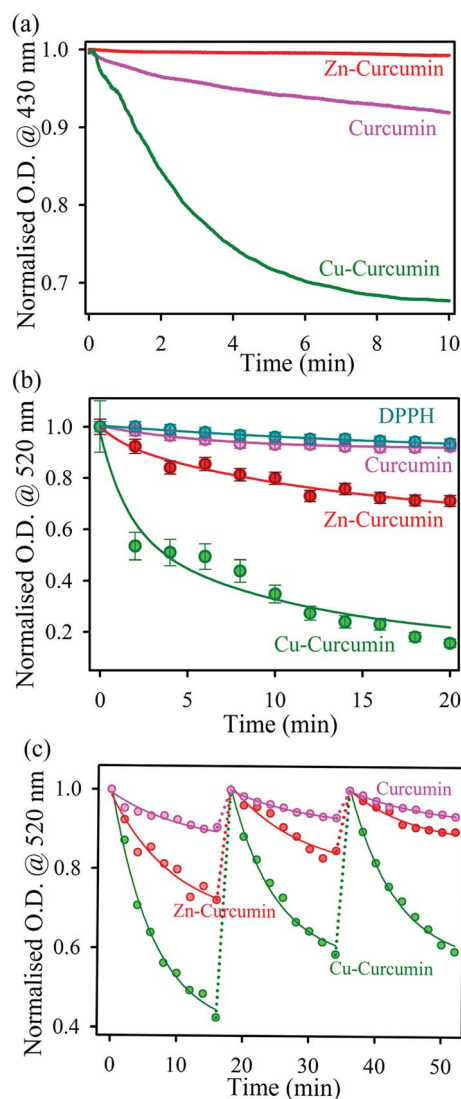 (a)
1.0
0.9
0.8
0.7
Normalised O.D. @ 430 nm
Zn-Curcumin
Curcumin
Cu-Curcumin
0 2 4 6 8 10
Time (min)
(b)
1.0
0.8
0.6
0.4
0.2
Normalised O.D. @ 520 nm
DPPH
Curcumin
Zn-Curcumin
Cu-Curcumin
0 5 10 15 20
Time (min)
(c)
1.0
0.8
0.6
0.4
Normalised O.D. @ 520 nm
Curcumin
Zn-Curcumin
Cu-Curcumin
0 10 20 30 40 50
Time (min)